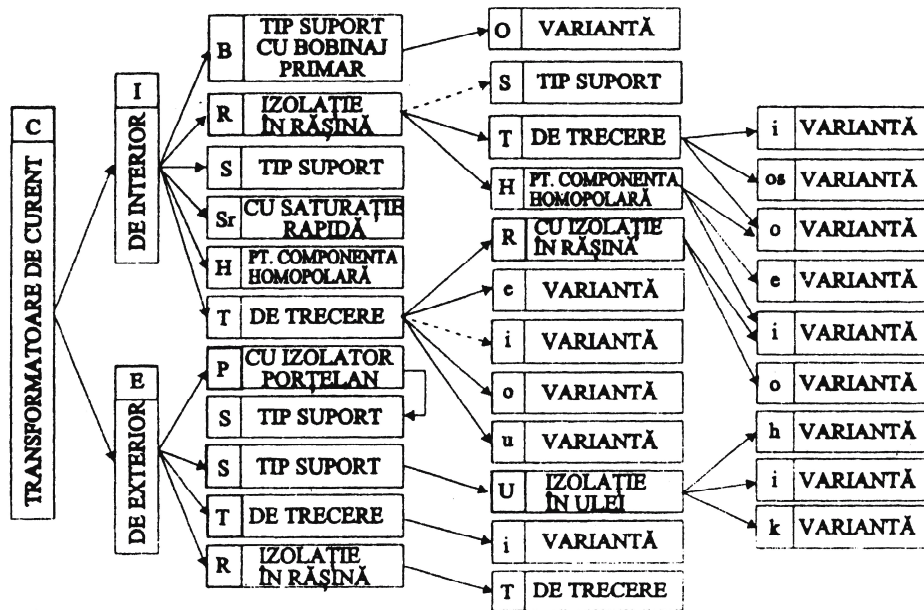 C
TRANSFORMATOARE DE CURENT
I
DE INTERIOR
E
DE EXTERIOR
B TIP SUPORT
CU BOBINAJ
PRIMAR
R IZOLAȚIE
ÎN RĂȘINĂ
S TIP SUPORT
Sr CU SATURAȚIE
RAPIDĂ
H PT. COMPONENTA
HOMOPOLARĂ
T DE TRECERE
P CU IZOLATOR
PORȚELAN
S TIP SUPORT
S TIP SUPORT
T DE TRECERE
R IZOLAȚIE
ÎN RĂȘINĂ
O VARIANTĂ
S TIP SUPORT
T DE TRECERE
H PT. COMPONENTA
HOMOPOLARĂ
R CU IZOLAȚIE
ÎN RĂȘINĂ
e VARIANTĂ
i VARIANTĂ
o VARIANTĂ
u VARIANTĂ
U IZOLAȚIE
ÎN ULEI
i VARIANTĂ
T DE TRECERE
i VARIANTĂ
os VARIANTĂ
o VARIANTĂ
e VARIANTĂ
i VARIANTĂ
o VARIANTĂ
h VARIANTĂ
i VARIANTĂ
k VARIANTĂ